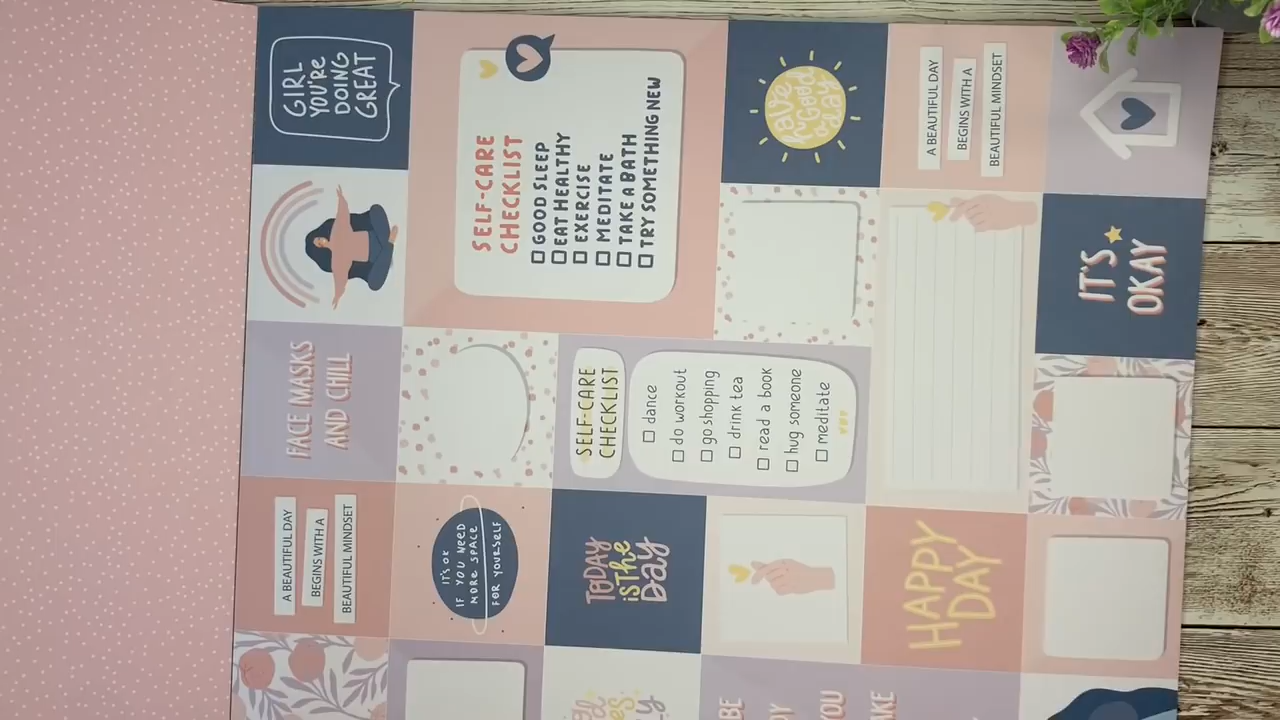 GIRL
YOU'RE
DOING
GREAT
SELF-CARE
CHECKLIST
GOOD SLEEP
EAT HEALTHY
EXERCISE
MEDITATE
TAKE A BATH
TRY SOMETHING NEW
Have
a Good
day
A BEAUTIFUL DAY
BEGINS WITH A
BEAUTIFUL MINDSET
IT'S
OKAY
FACE MASKS
AND CHILL
SELF-CARE
CHECKLIST
dance
do workout
go shopping
drink tea
read a book
hug someone
meditate
A BEAUTIFUL DAY
BEGINS WITH A
BEAUTIFUL MINDSET
IT'S OK
IF YOU NEED
MORE SPACE
FOR YOURSELF
TODAY
is The
Day
HAPPY
DAY
BE
YOU